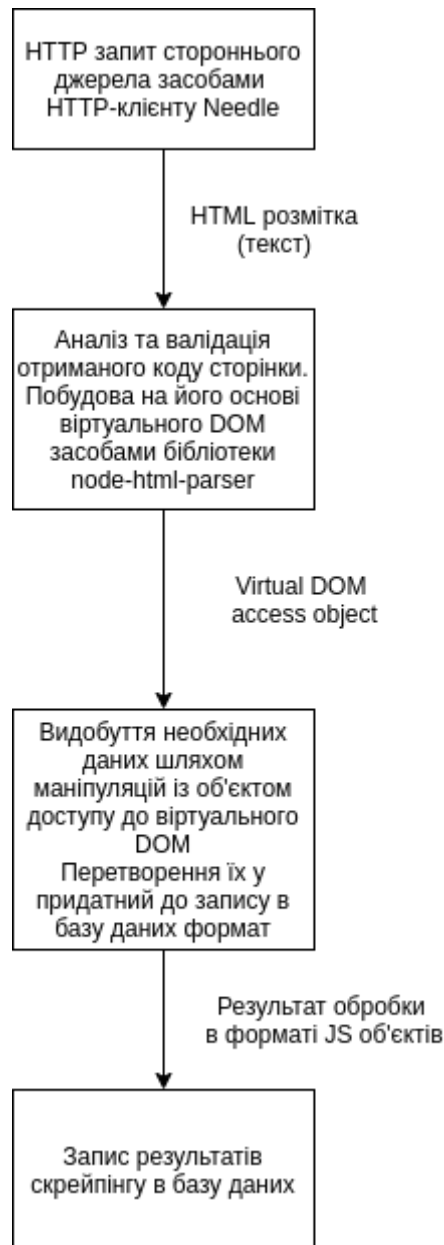 HTTP запит стороннього
джерела засобами
HTTP-клієнту Needle
HTML розмітка
(текст)
Аналіз та валідація
отриманого коду сторінки.
Побудова на його основі
віртуального DOM
засобами бібліотеки
node-html-parser
Virtual DOM
access object
Видобуття необхідних
даних шляхом
маніпуляцій із об'єктом
доступу до віртуального
DOM
Перетворення їх у
придатний до запису в
базу даних формат
Результат обробки
в форматі JS об'єктів
Запис результатів
скрейпінгу в базу даних